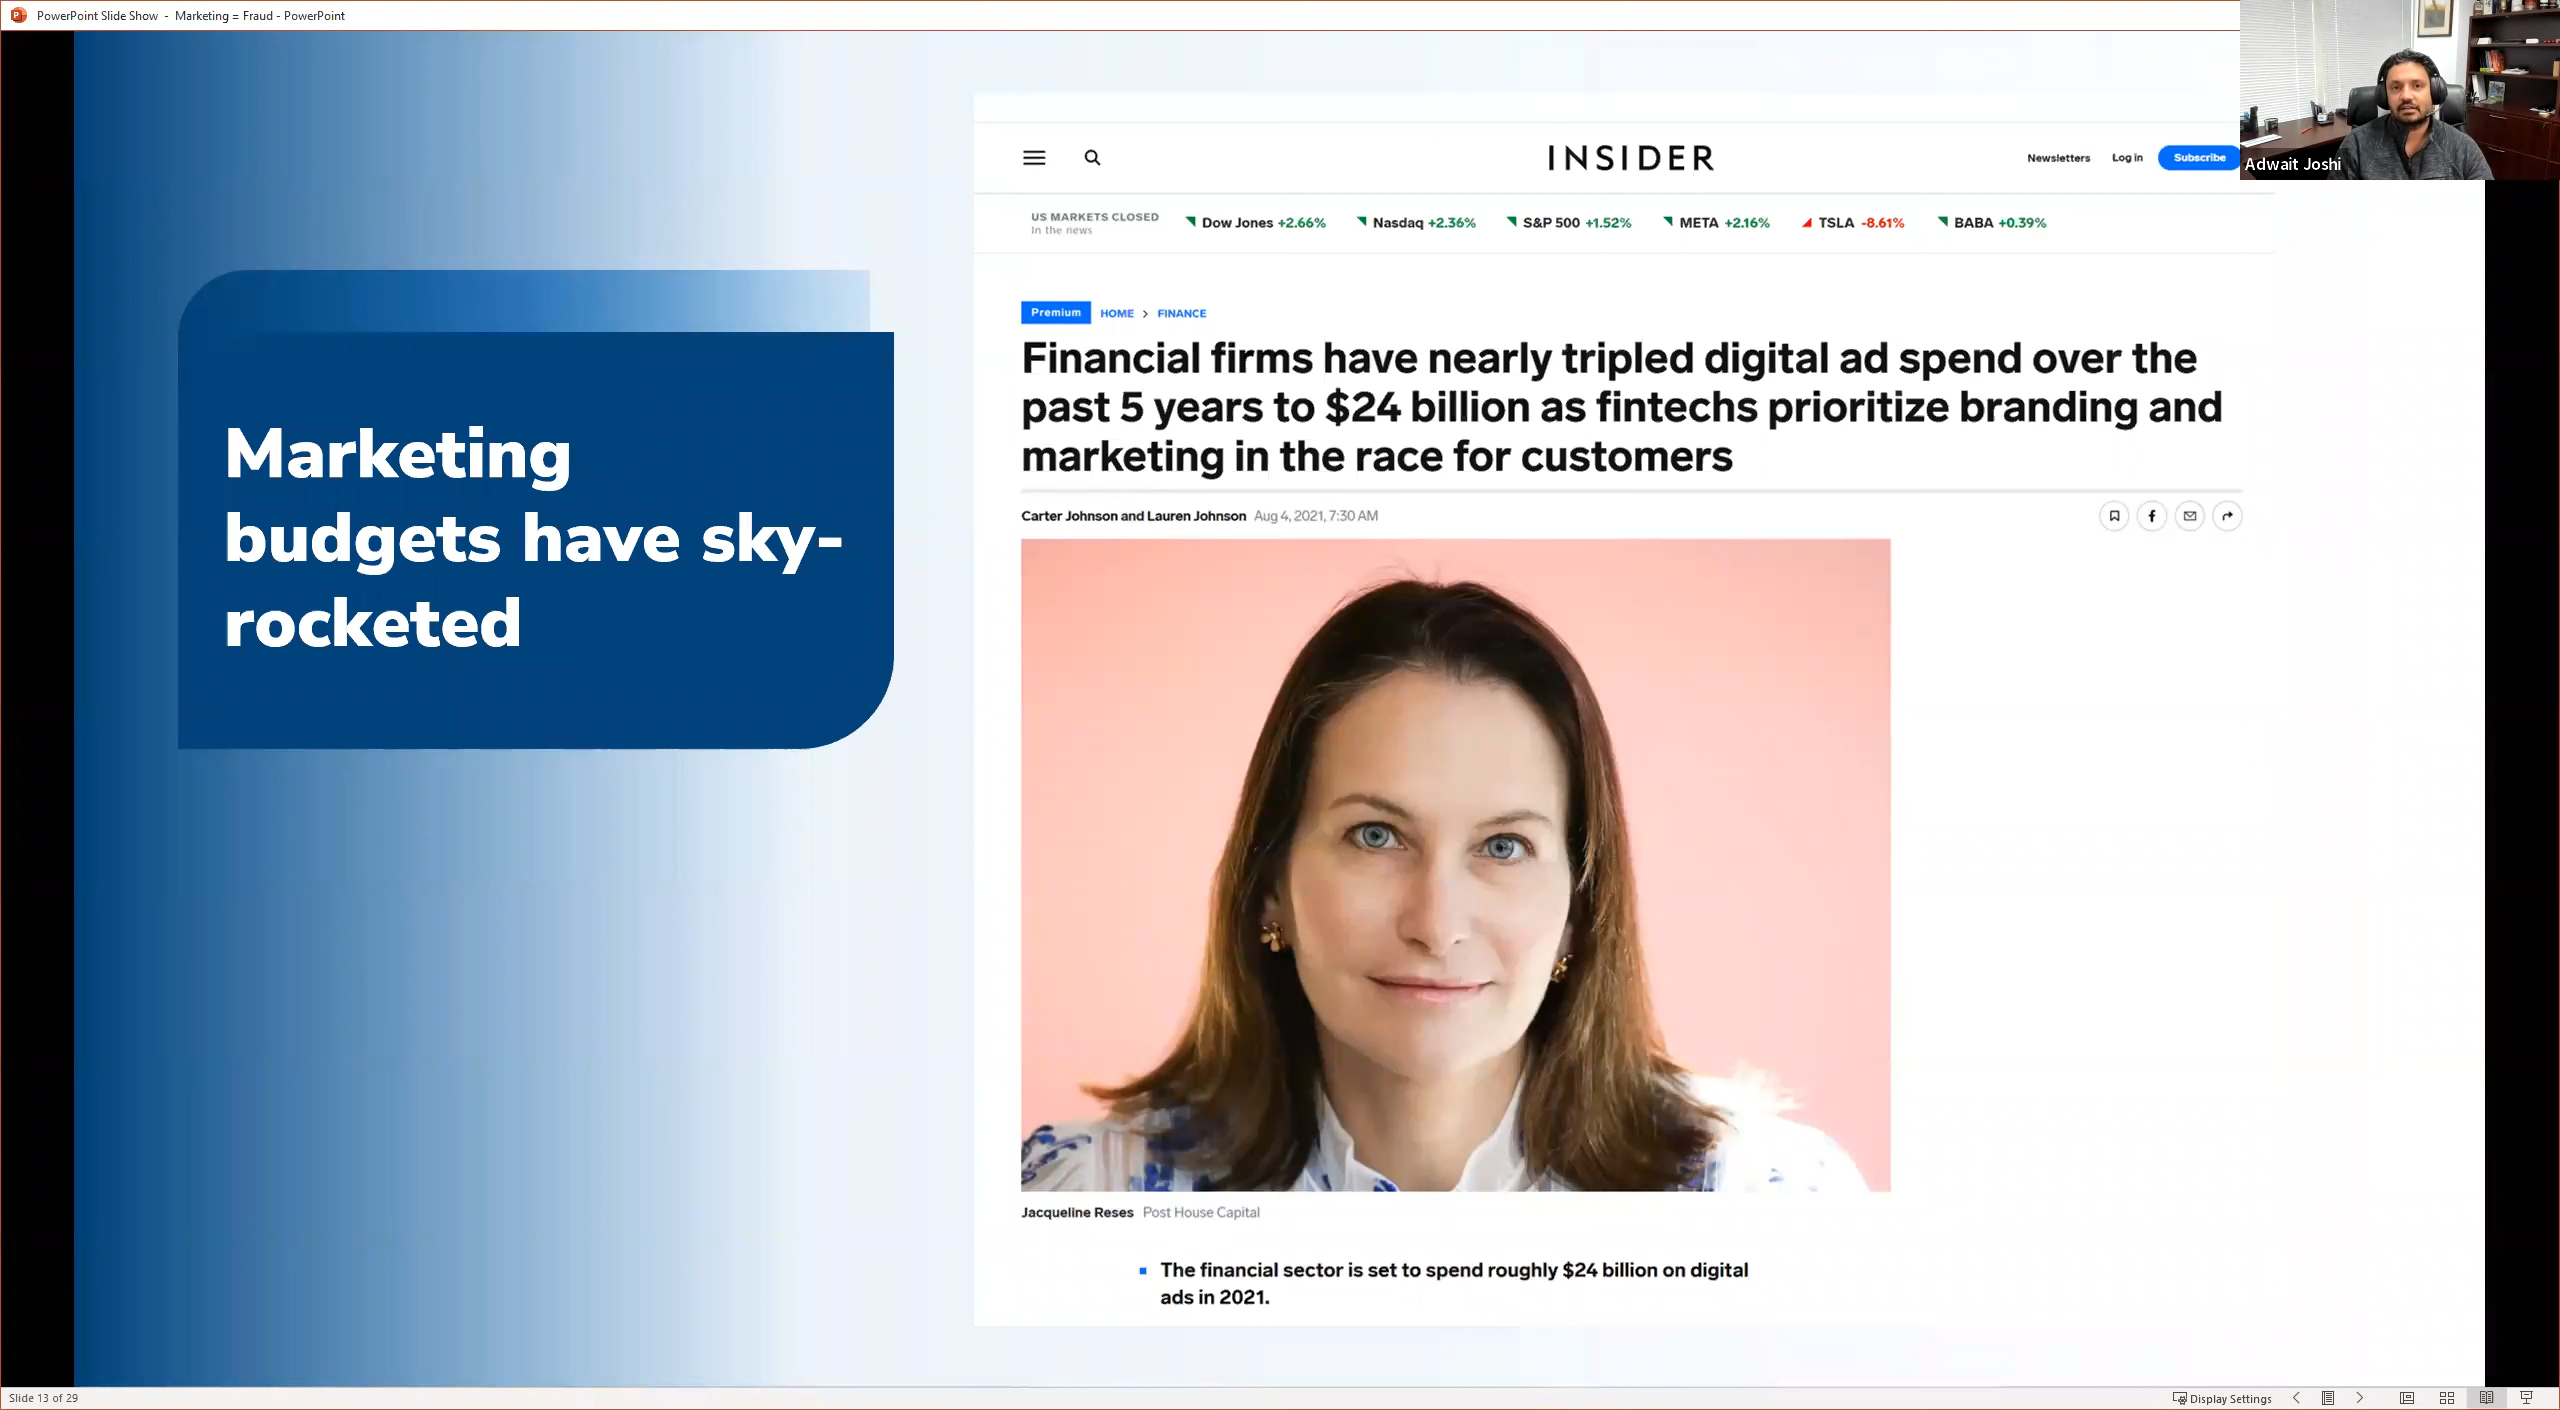 PowerPoint Slide Show - Marketing = Fraud - PowerPoint
Adwait Joshi
Marketing
budgets have sky-
rocketed
INSIDER
Newsletters
Log in
Subscribe
US MARKETS CLOSED
In the news
Dow Jones +2.66%
Nasdaq +2.36%
S&P 500 +1.52%
META +2.16%
TSLA -8.61%
BABA +0.39%
Premium
HOME > FINANCE
Financial firms have nearly tripled digital ad spend over the
past 5 years to $24 billion as fintechs prioritize branding and
marketing in the race for customers
Carter Johnson and Lauren Johnson Aug 4, 2021, 7:30 AM
Jacqueline Reses Post House Capital
The financial sector is set to spend roughly $24 billion on digital
ads in 2021.
Slide 13 of 29
Display Settings